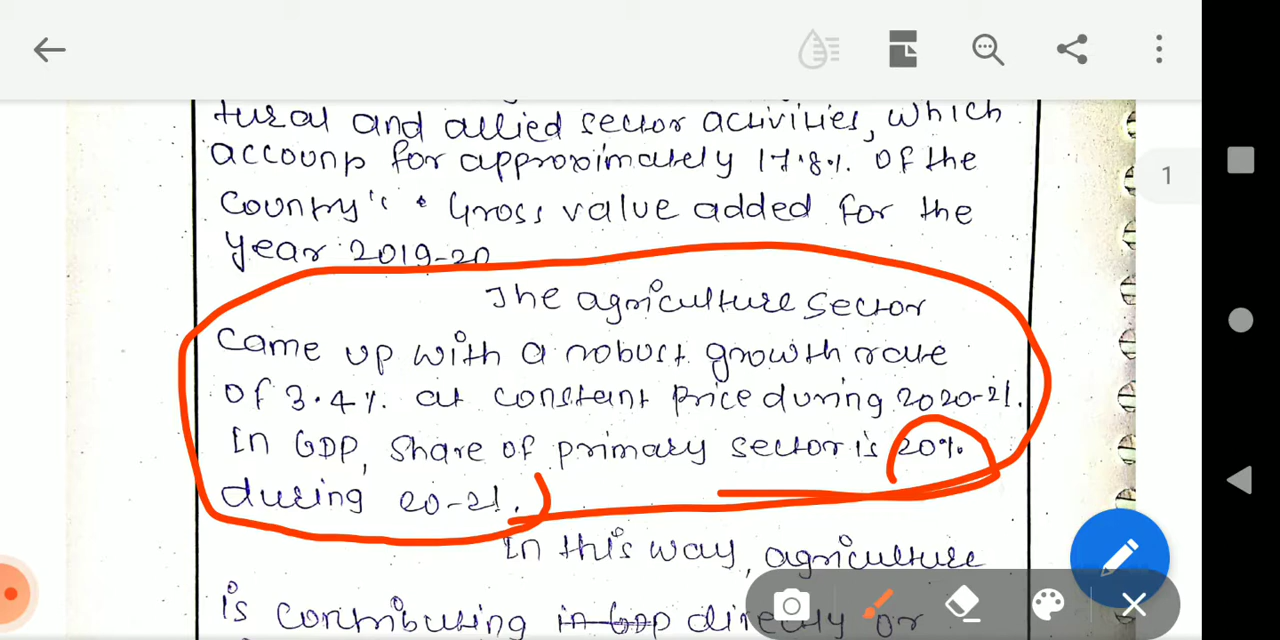 tural and allied sector activities, which
accounp for approximately 17.8%. of the
Country's Gross value added for the
year 2019-20
The agriculture sector
Came up with a robust growth rate
of 3.4%. at constant price during 2020-21.
In GDP, Share of primary sector is 20%.
during 20-21.
In this way, agriculture
is contributing in GDP directly or
1